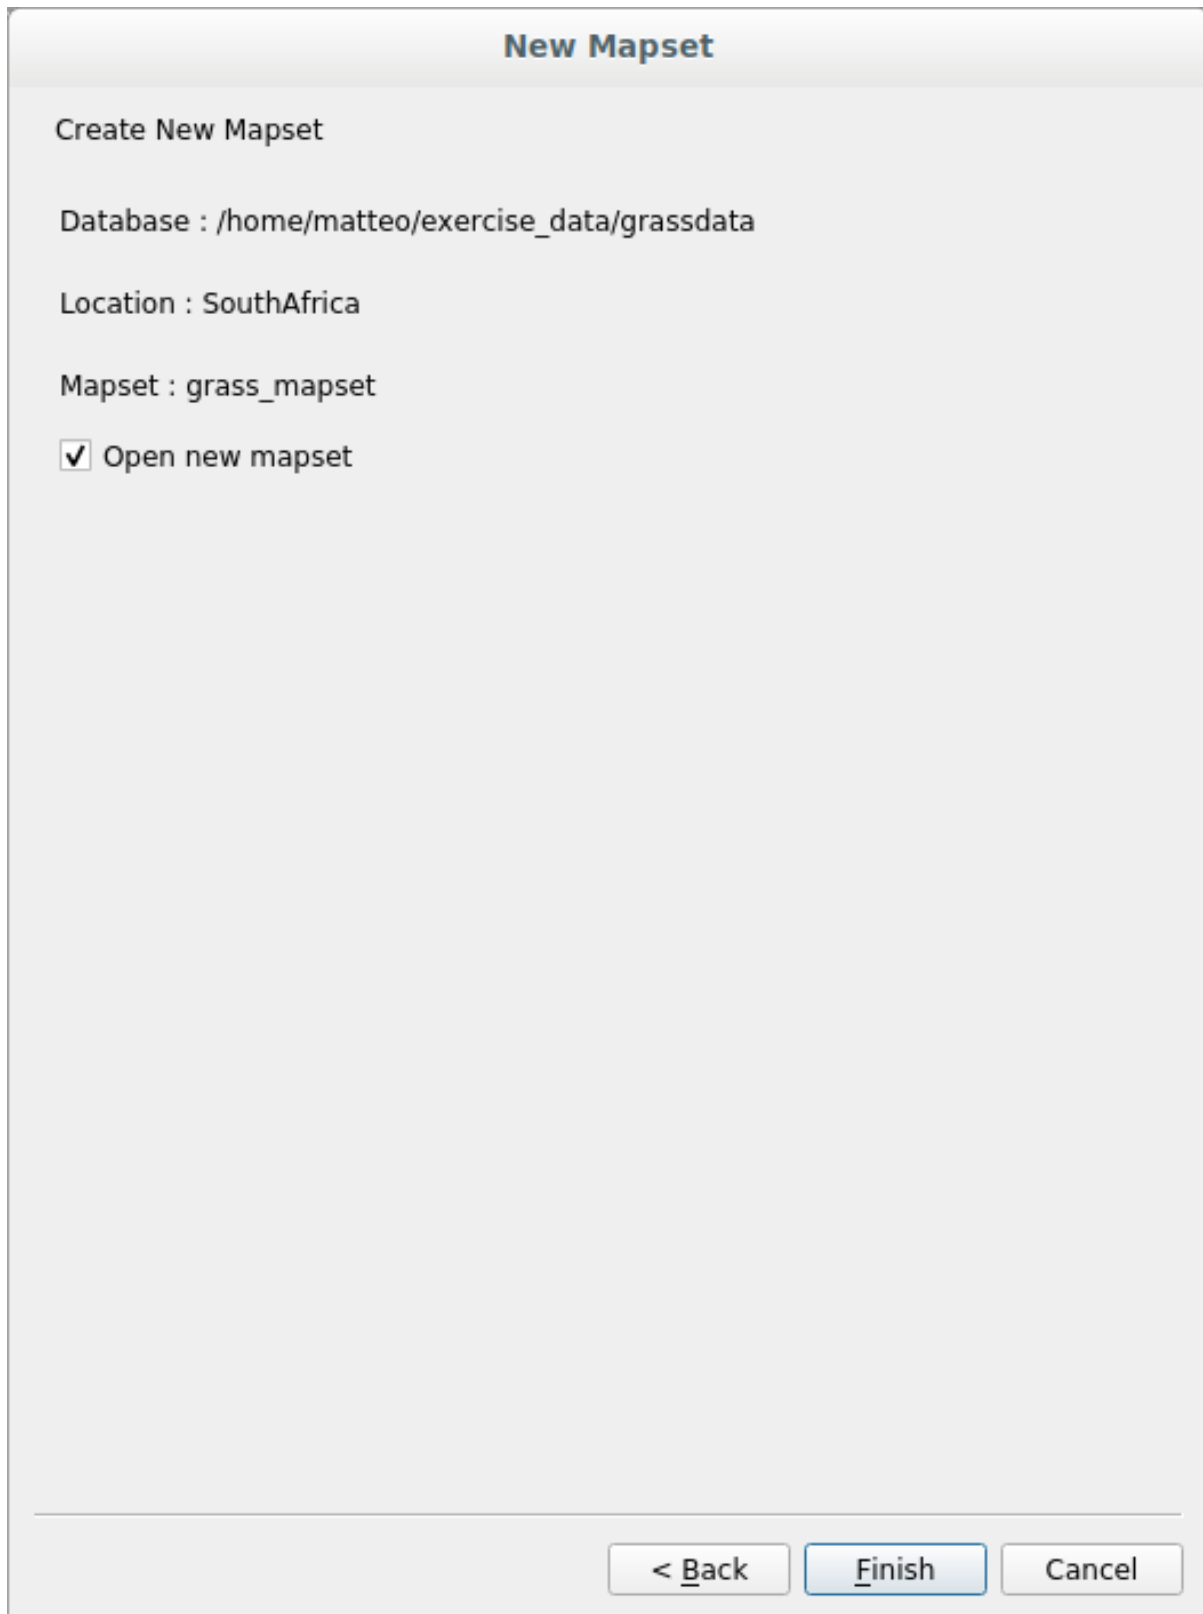 New Mapset
Create New Mapset
Database : /home/matteo/exercise_data/grassdata
Location : SouthAfrica
Mapset : grass_mapset
Open new mapset
< Back Finish Cancel